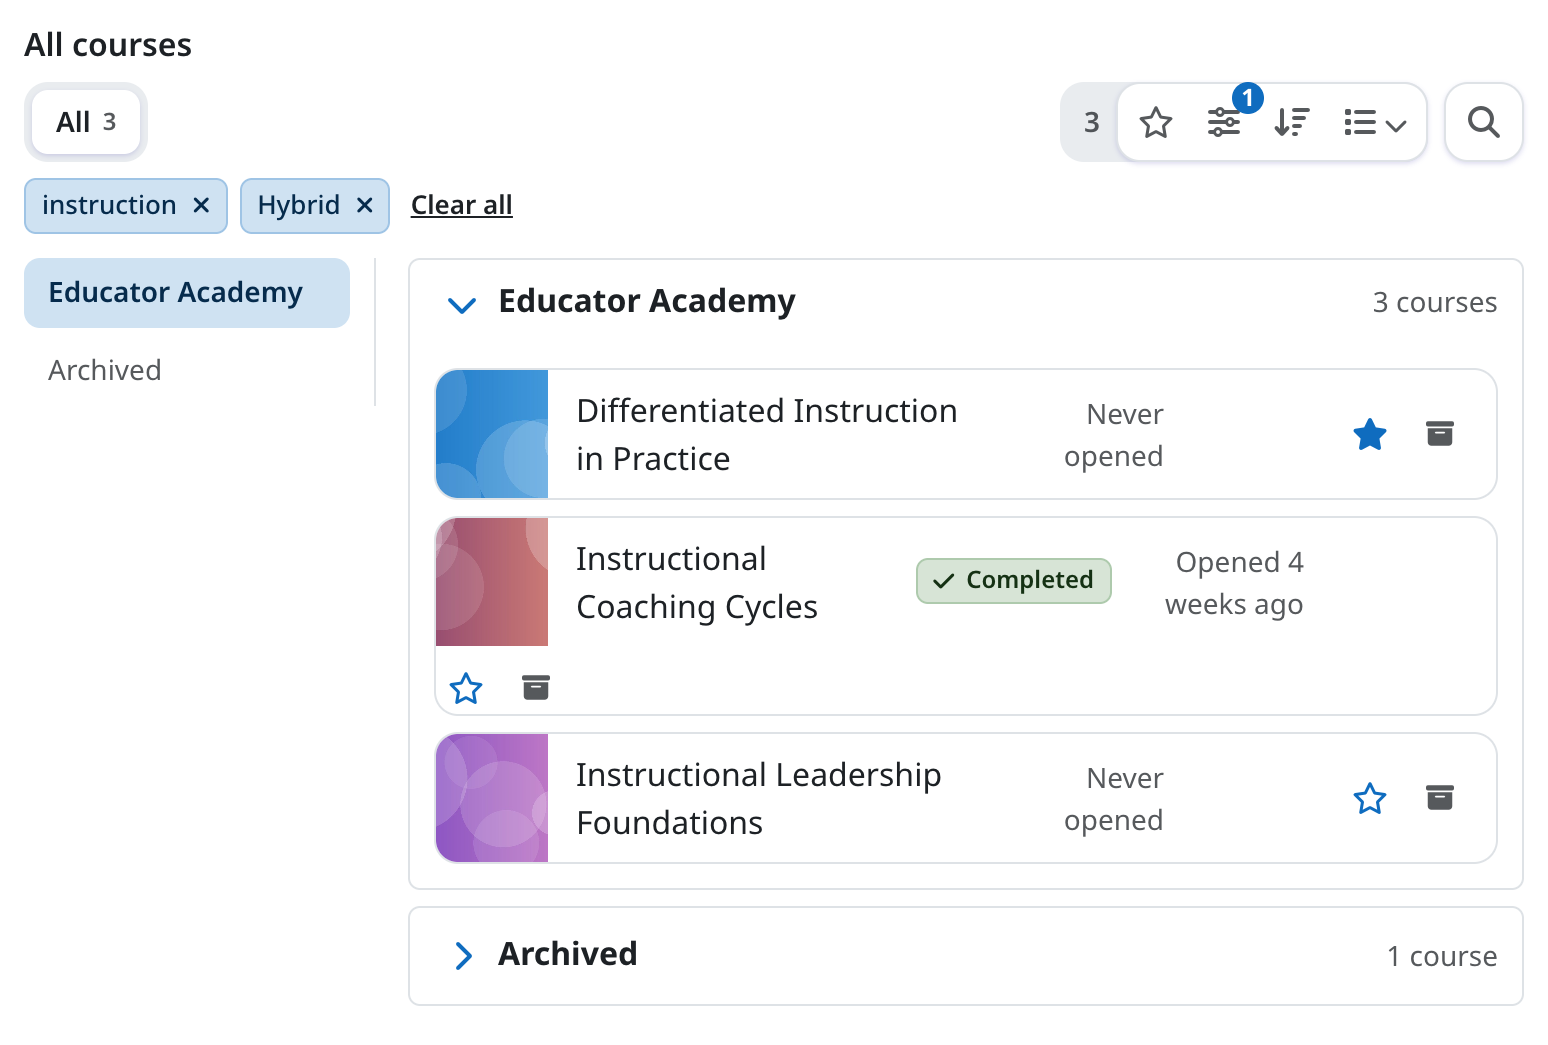 All courses
All 3
3
1
instruction
Hybrid
Clear all
Educator Academy
Archived
Educator Academy
3 courses
Differentiated Instruction
in Practice
Never
opened
Instructional
Coaching Cycles
Completed
Opened 4
weeks ago
Instructional Leadership
Foundations
Never
opened
Archived
1 course